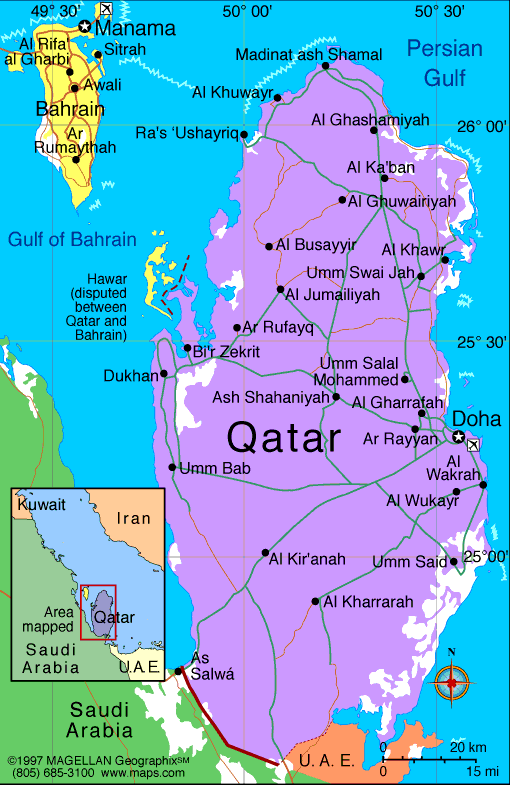 49°30'
50°00'
50°30'
Manama
Al Rifa'
al Gharbi
Sitrah
Awali
Bahrain
Ar
Rumaythah
Madinat ash Shamal
Persian
Gulf
Al Khuwayr
Al Ghashamiyah
26°00'
Ra's 'Ushayriq
Al Ka'ban
Al Ghuwairiyah
Gulf of Bahrain
Al Busayyir
Al Khawr
Umm Swai Jah
Hawar
(disputed
between
Qatar and
Bahrain)
Al Jumailiyah
Ar Rufayq
25°30'
Bi'r Zekrit
Dukhan
Umm Salal
Mohammed
Ash Shahaniyah
Al Gharrafah
Doha
Qatar
Ar Rayyan
Al
Wakrah
Umm Bab
Al Wukayr
Kuwait
Iran
Al Kir'anah
Umm Said
25°00'
Area
mapped
Qatar
Al Kharrarah
Saudi
Arabia
U.A.E.
As
Salwá
N
Saudi
Arabia
U. A. E.
0
20 km
0
15 mi
©1997 MAGELLAN Geographix℠
(805) 685-3100 www.maps.com